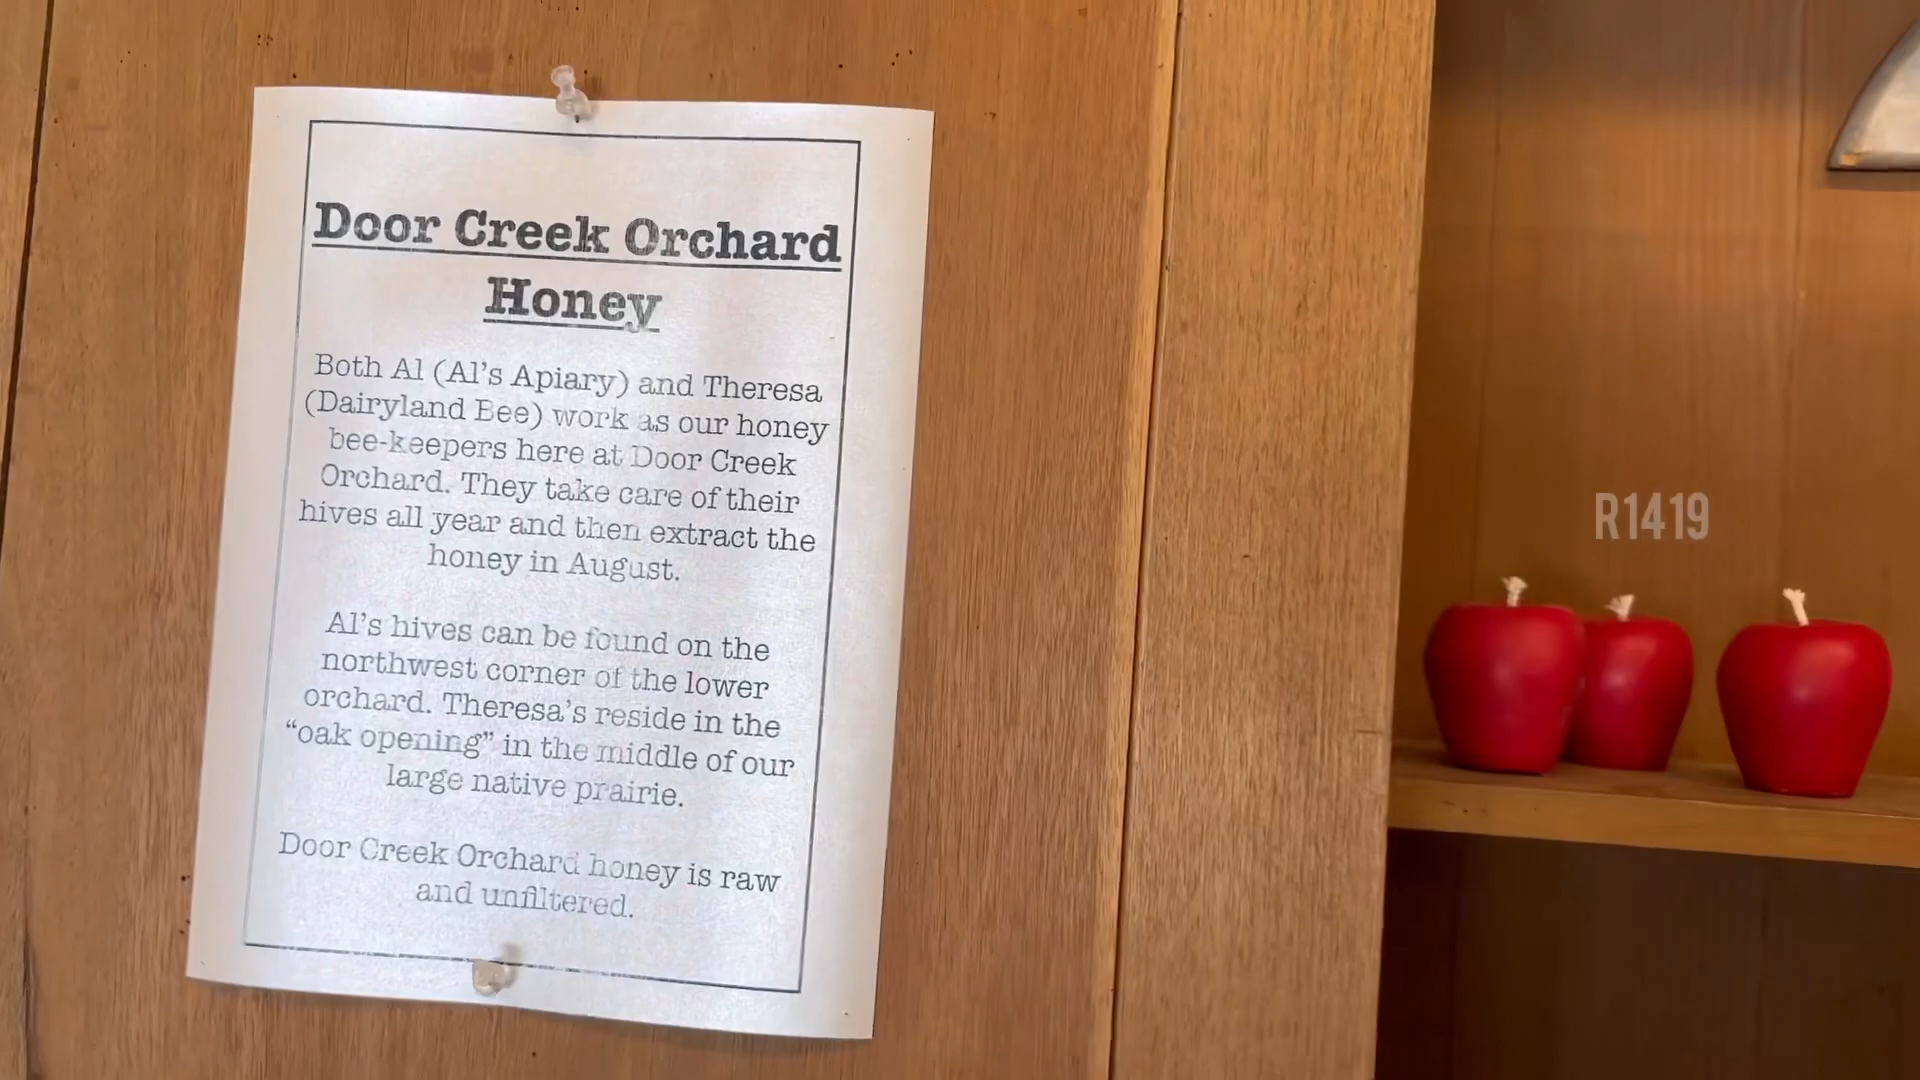 Door Creek Orchard
Honey
Both Al (Al's Apiary) and Theresa
(Dairyland Bee) work as our honey
bee-keepers here at Door Creek
Orchard. They take care of their
hives all year and then extract the
honey in August.
Al's hives can be found on the
northwest corner of the lower
orchard. Theresa's reside in the
“oak opening” in the middle of our
large native prairie.
Door Creek Orchard honey is raw
and unfiltered.
R1419